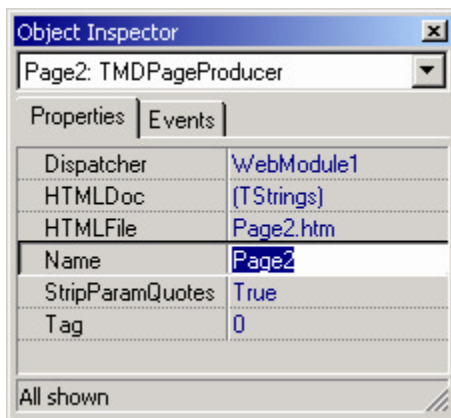 Object Inspector
Page2: TMDPageProducer
Properties Events
Dispatcher WebModule1
HTMLDoc (TStrings)
HTMLFile Page2.htm
Name Page2
StripParamQuotes True
Tag 0
All shown